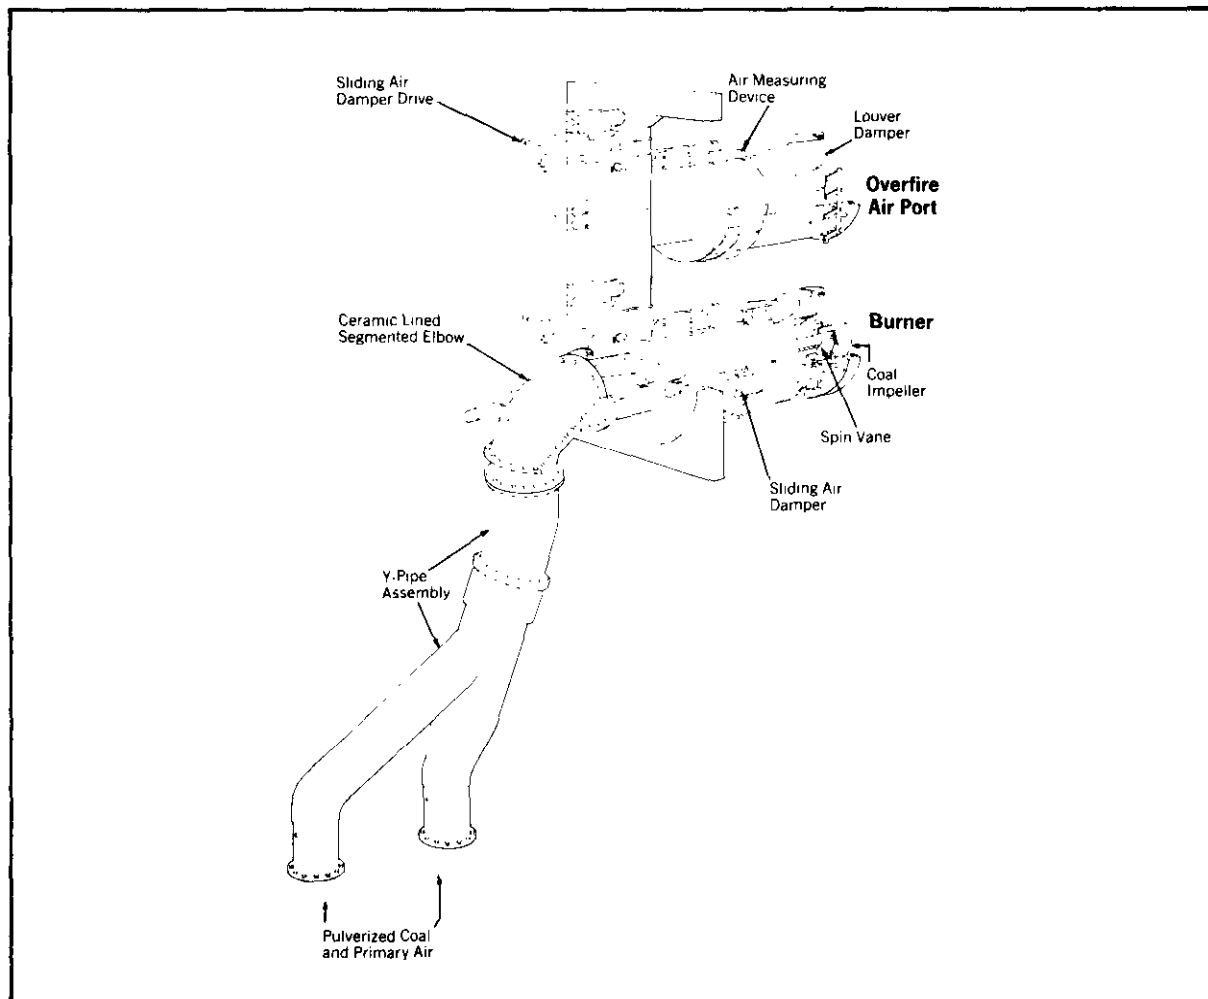 Sliding Air
Damper Drive
Air Measuring
Device
Louver
Damper
Overfire
Air Port
Ceramic Lined
Segmented Elbow
Burner
Coal
Impeller
Spin Vane
Sliding Air
Damper
Y-Pipe
Assembly
Pulverized Coal
and Primary Air